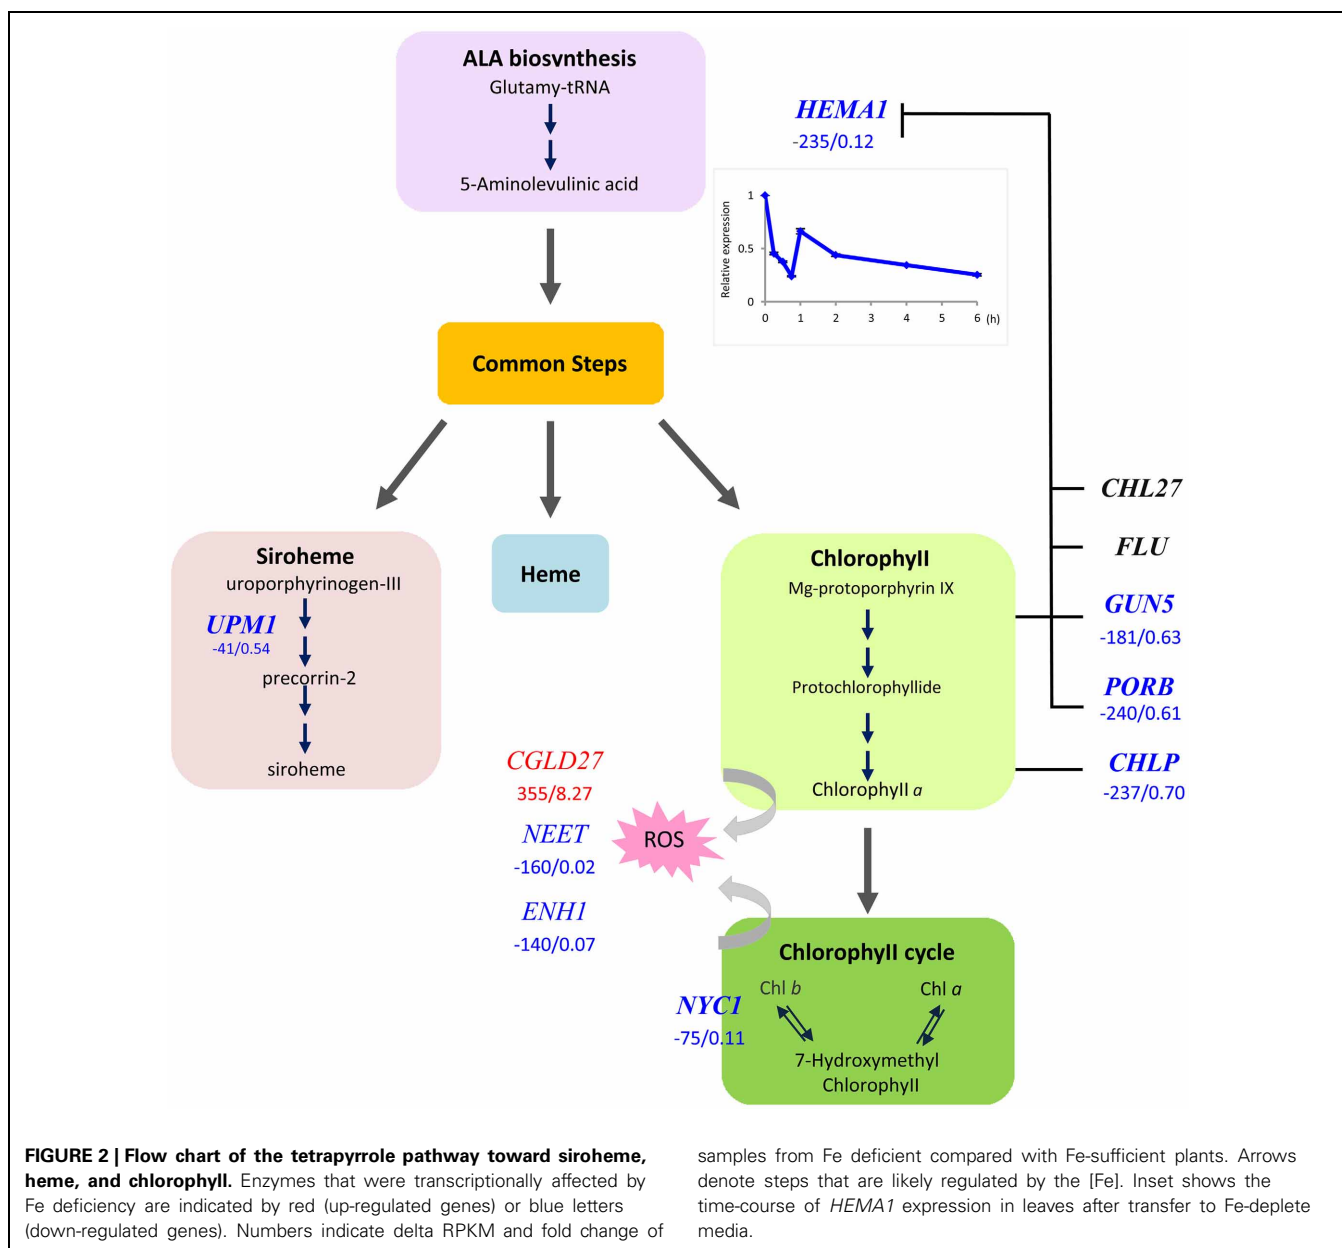 ALA biosynthesis
Glutamy-tRNA
5-Aminolevulinic acid
HEMA1
-235/0.12
Relative expression
1
0.5
0
0 1 2 3 4 5 6 (h)
Common Steps
Siroheme
uroporphyrinogen-III
UPM1
-41/0.54
precorrin-2
siroheme
Heme
Chlorophyll
Mg-protoporphyrin IX
Protochlorophyllide
Chlorophyll a
CHL27
FLU
GUN5
-181/0.63
PORB
-240/0.61
CHLP
-237/0.70
CGLD27
355/8.27
NEET
-160/0.02
ENH1
-140/0.07
ROS
Chlorophyll cycle
NYC1
-75/0.11
Chl b
Chl a
7-Hydroxymethyl
Chlorophyll
FIGURE 2 | Flow chart of the tetrapyrrole pathway toward siroheme,
heme, and chlorophyll. Enzymes that were transcriptionally affected by
Fe deficiency are indicated by red (up-regulated genes) or blue letters
(down-regulated genes). Numbers indicate delta RPKM and fold change of
samples from Fe deficient compared with Fe-sufficient plants. Arrows
denote steps that are likely regulated by the [Fe]. Inset shows the
time-course of HEMA1 expression in leaves after transfer to Fe-deplete
media.